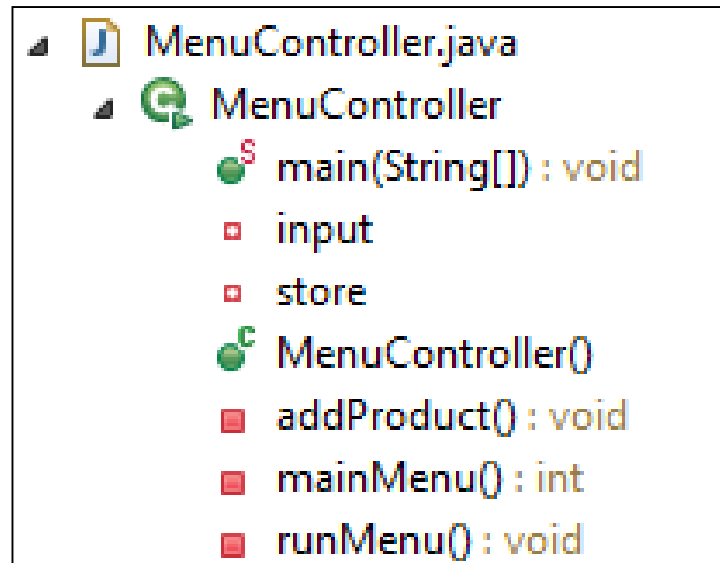 J MenuController.java
C MenuController
S main(String[]) : void
input
store
C MenuController()
addProduct() : void
mainMenu() : int
runMenu() : void